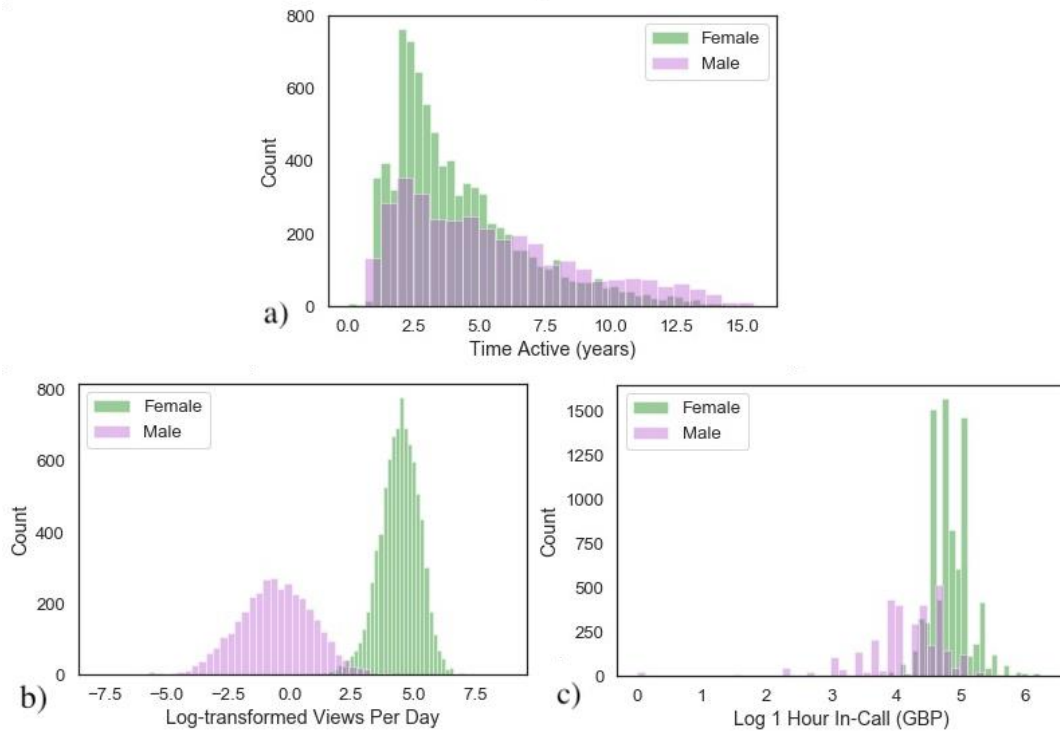 800
600
400
200
0
Count
Female
Male
0.0 2.5 5.0 7.5 10.0 12.5 15.0
Time Active (years)
a)
800
600
400
200
0
Count
Female
Male
−7.5 −5.0 −2.5 0.0 2.5 5.0 7.5
Log-transformed Views Per Day
b)
1500
1250
1000
750
500
250
0
Count
Female
Male
0 1 2 3 4 5 6
Log 1 Hour In-Call (GBP)
c)